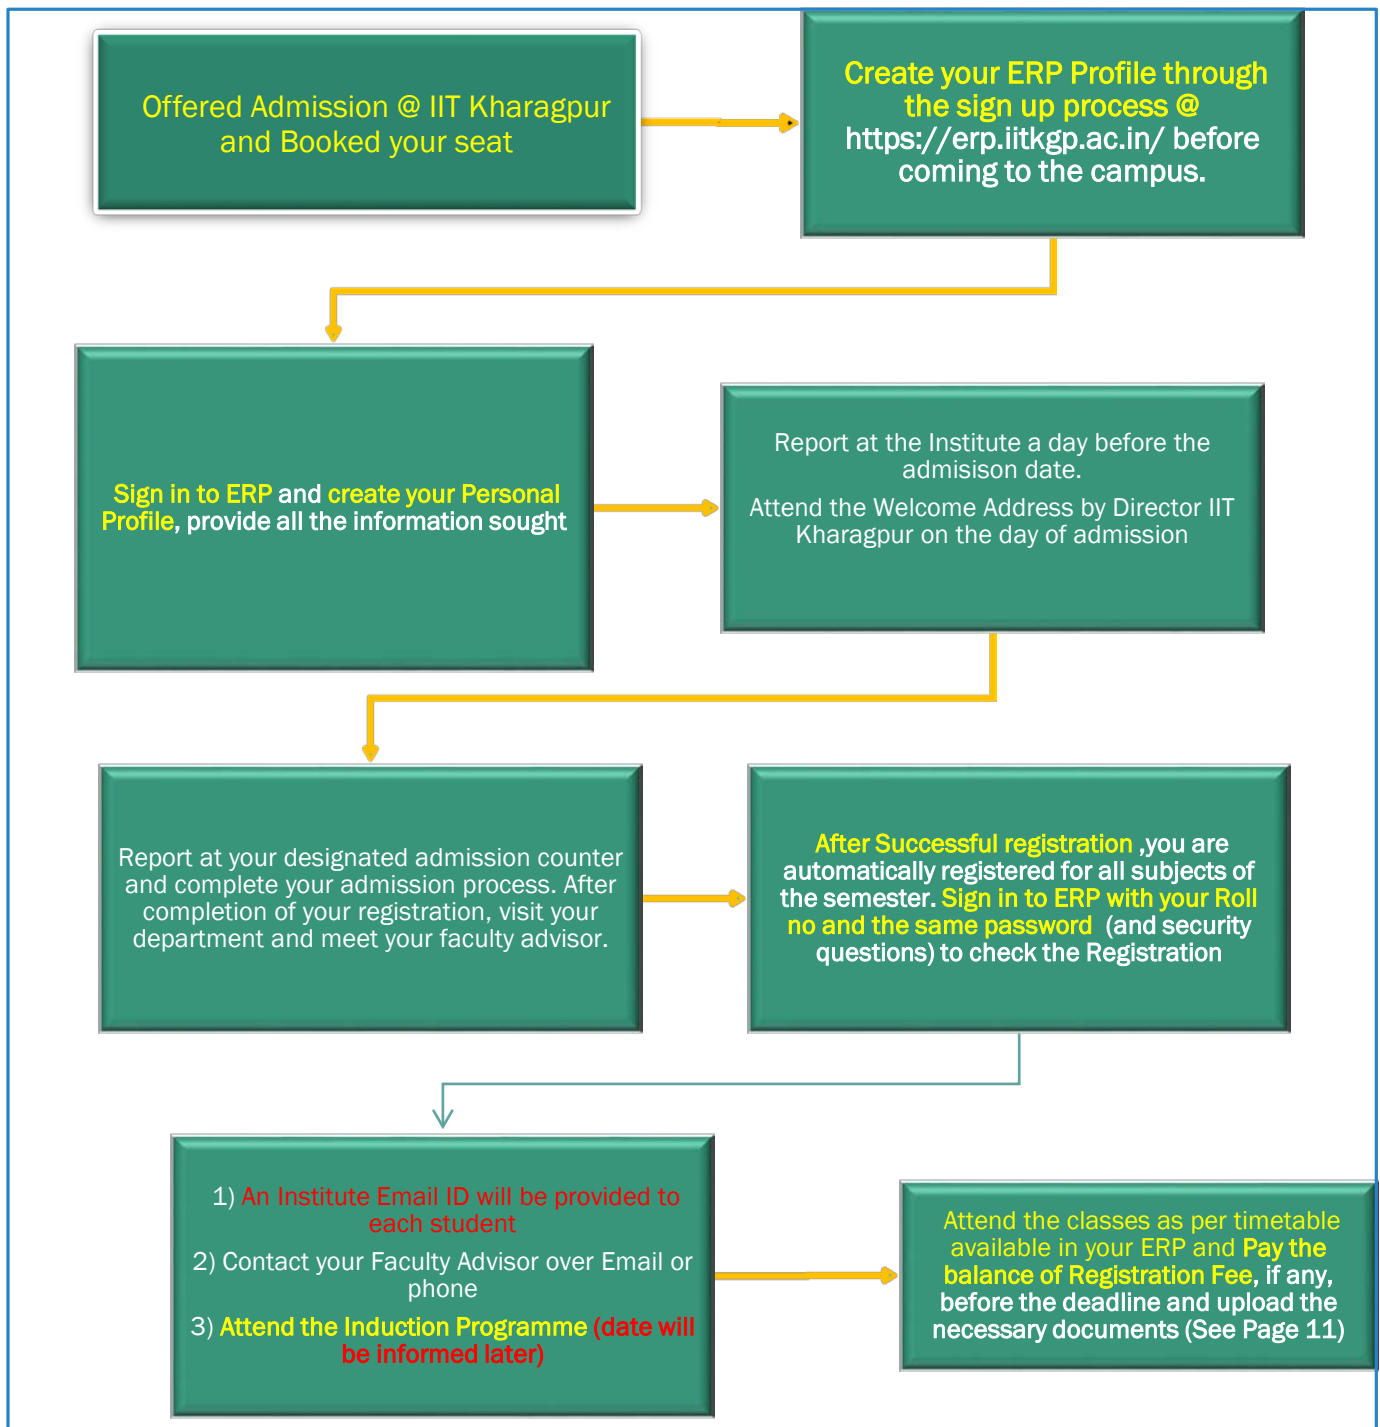 Offered Admission @ IIT Kharagpur
and Booked your seat
Create your ERP Profile through
the sign up process @
https://erp.iitkgp.ac.in/ before
coming to the campus.
Sign in to ERP and create your Personal
Profile, provide all the information sought
Report at the Institute a day before the
admisison date.
Attend the Welcome Address by Director IIT
Kharagpur on the day of admission
Report at your designated admission counter
and complete your admission process. After
completion of your registration, visit your
department and meet your faculty advisor.
After Successful registration ,you are
automatically registered for all subjects of
the semester. Sign in to ERP with your Roll
no and the same password (and security
questions) to check the Registration
1) An Institute Email ID will be provided to
each student
2) Contact your Faculty Advisor over Email or
phone
3) Attend the Induction Programme (date will
be informed later)
Attend the classes as per timetable
available in your ERP and Pay the
balance of Registration Fee, if any,
before the deadline and upload the
necessary documents (See Page 11)